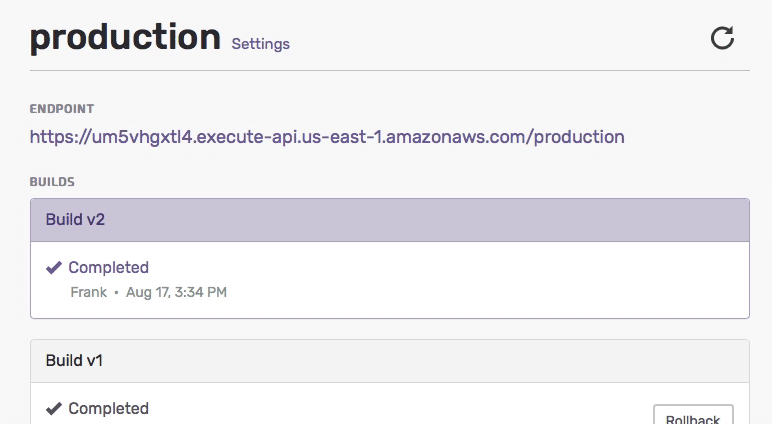 production Settings
ENDPOINT
https://um5vhgxtl4.execute-api.us-east-1.amazonaws.com/production
BUILDS
Build v2
Completed
Frank • Aug 17, 3:34 PM
Build v1
Completed
Rollback